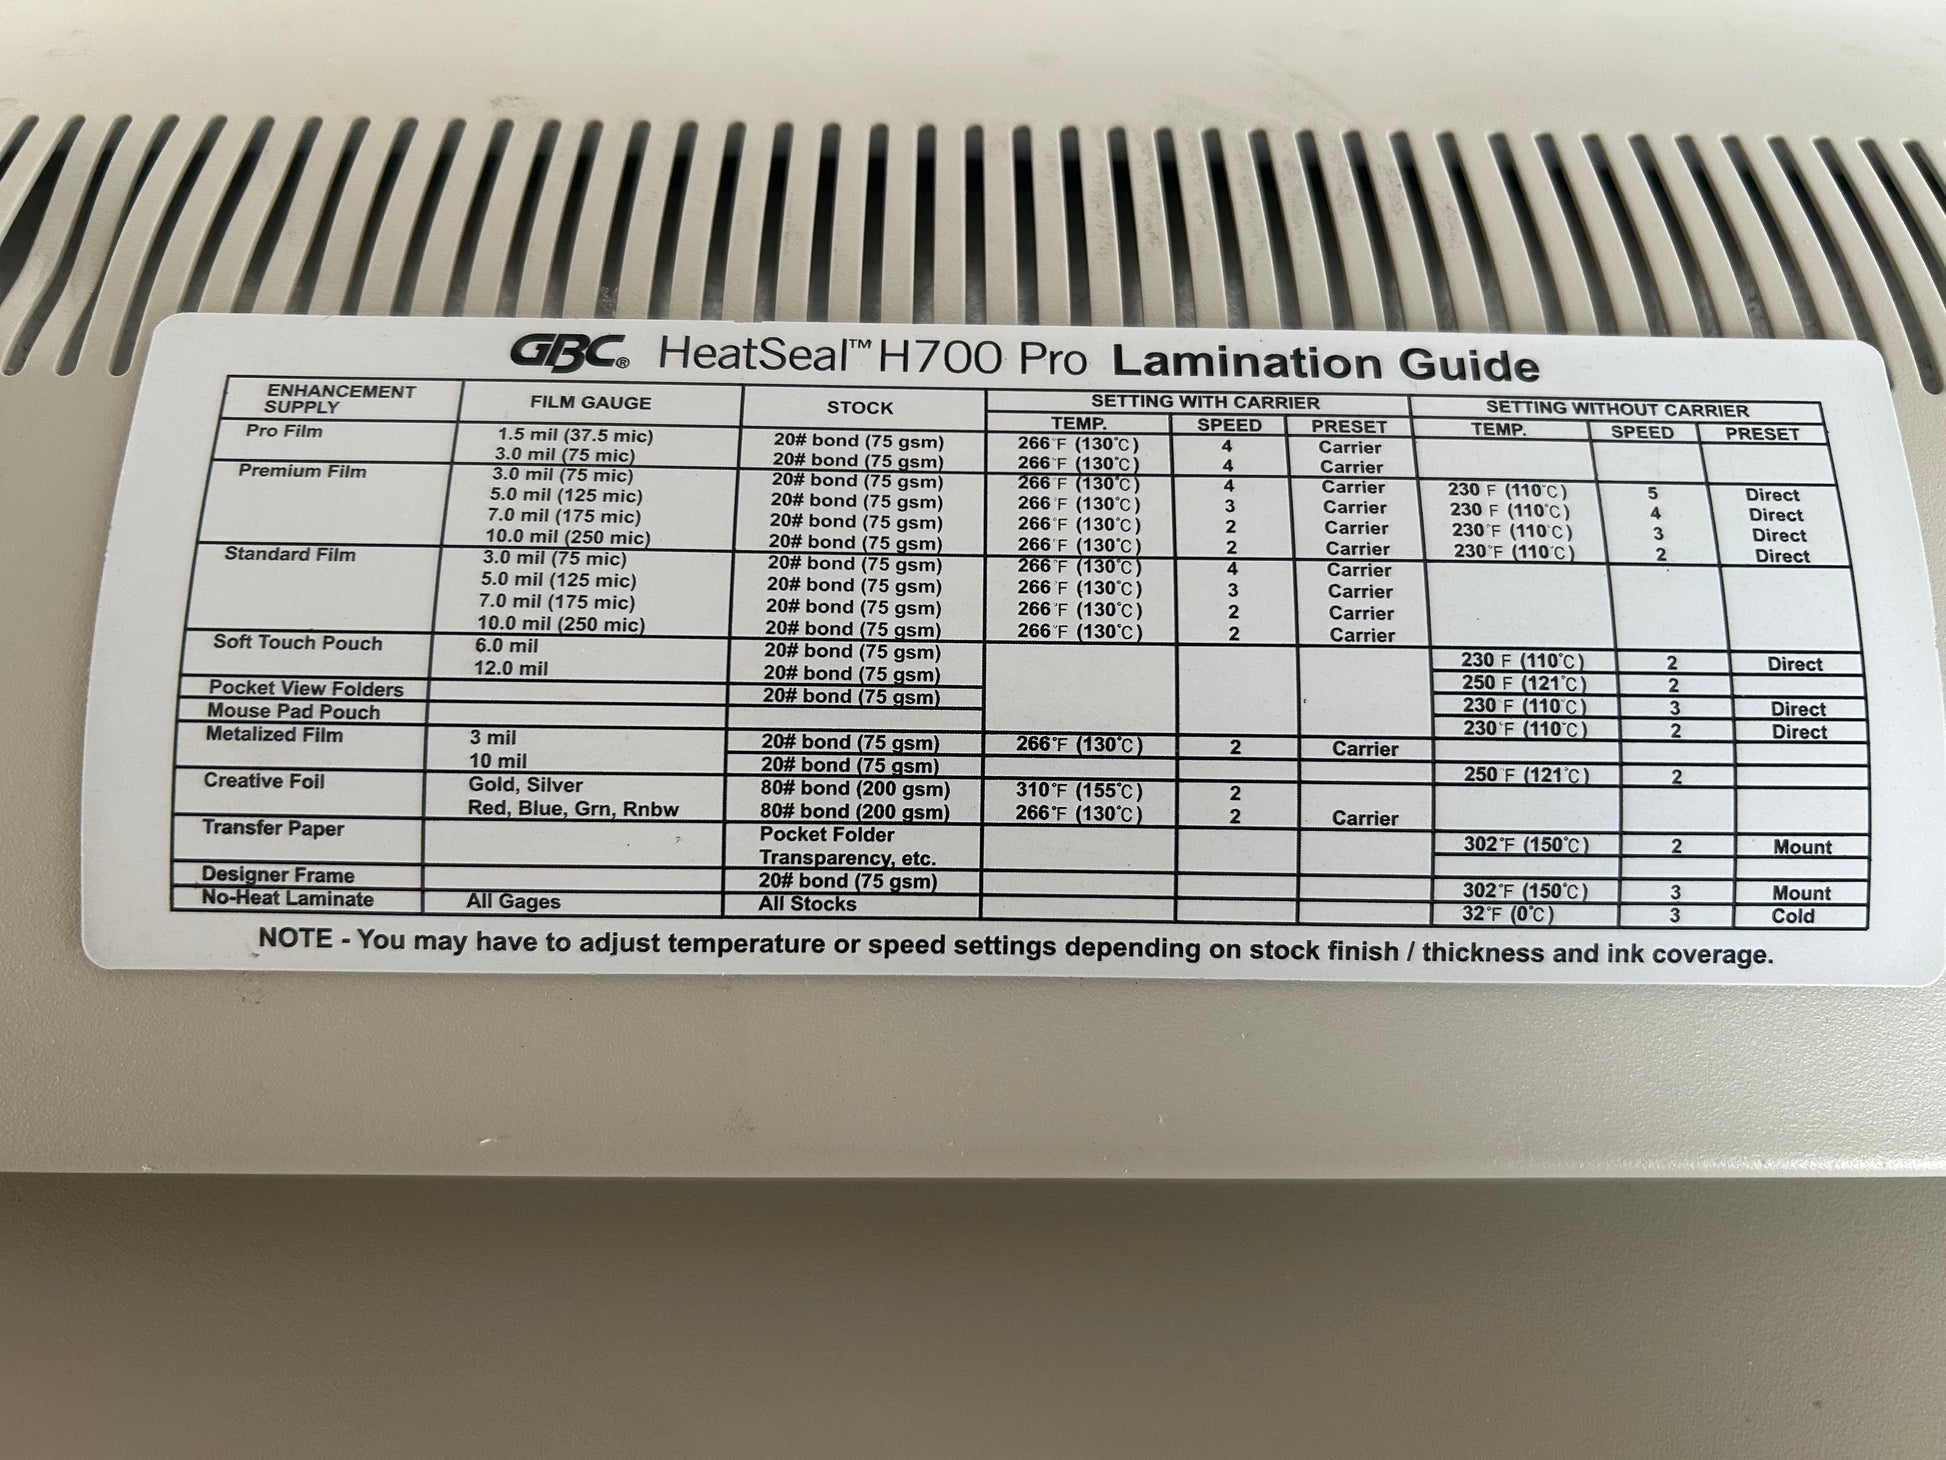 GBC® HeatSeal™ H700 Pro Lamination Guide
ENHANCEMENT SUPPLY FILM GAUGE STOCK SETTING WITH CARRIER SETTING WITHOUT CARRIER
TEMP. SPEED PRESET TEMP. SPEED PRESET
Pro Film 1.5 mil (37.5 mic) 20# bond (75 gsm) 266°F (130°C) 4 Carrier
3.0 mil (75 mic) 20# bond (75 gsm) 266°F (130°C) 4 Carrier
Premium Film 3.0 mil (75 mic) 20# bond (75 gsm) 266°F (130°C) 4 Carrier 230°F (110°C) 5 Direct
5.0 mil (125 mic) 20# bond (75 gsm) 266°F (130°C) 3 Carrier 230°F (110°C) 4 Direct
7.0 mil (175 mic) 20# bond (75 gsm) 266°F (130°C) 2 Carrier 230°F (110°C) 3 Direct
10.0 mil (250 mic) 20# bond (75 gsm) 266°F (130°C) 2 Carrier 230°F (110°C) 2 Direct
Standard Film 3.0 mil (75 mic) 20# bond (75 gsm) 266°F (130°C) 4 Carrier
5.0 mil (125 mic) 20# bond (75 gsm) 266°F (130°C) 3 Carrier
7.0 mil (175 mic) 20# bond (75 gsm) 266°F (130°C) 2 Carrier
10.0 mil (250 mic) 20# bond (75 gsm) 266°F (130°C) 2 Carrier
Soft Touch Pouch 6.0 mil 20# bond (75 gsm) 230°F (110°C) 2 Direct
12.0 mil 20# bond (75 gsm) 250°F (121°C) 2
Pocket View Folders 20# bond (75 gsm) 230°F (110°C) 3 Direct
Mouse Pad Pouch 230°F (110°C) 2 Direct
Metalized Film 3 mil 20# bond (75 gsm) 266°F (130°C) 2 Carrier
10 mil 20# bond (75 gsm) 250°F (121°C) 2
Creative Foil Gold, Silver 80# bond (200 gsm) 310°F (155°C) 2
Red, Blue, Grn, Rnbw 80# bond (200 gsm) 266°F (130°C) 2 Carrier
Transfer Paper Pocket Folder 302°F (150°C) 2 Mount
Transparency, etc.
Designer Frame 20# bond (75 gsm) 302°F (150°C) 3 Mount
No-Heat Laminate All Gages All Stocks 32°F (0°C) 3 Cold
NOTE - You may have to adjust temperature or speed settings depending on stock finish / thickness and ink coverage.